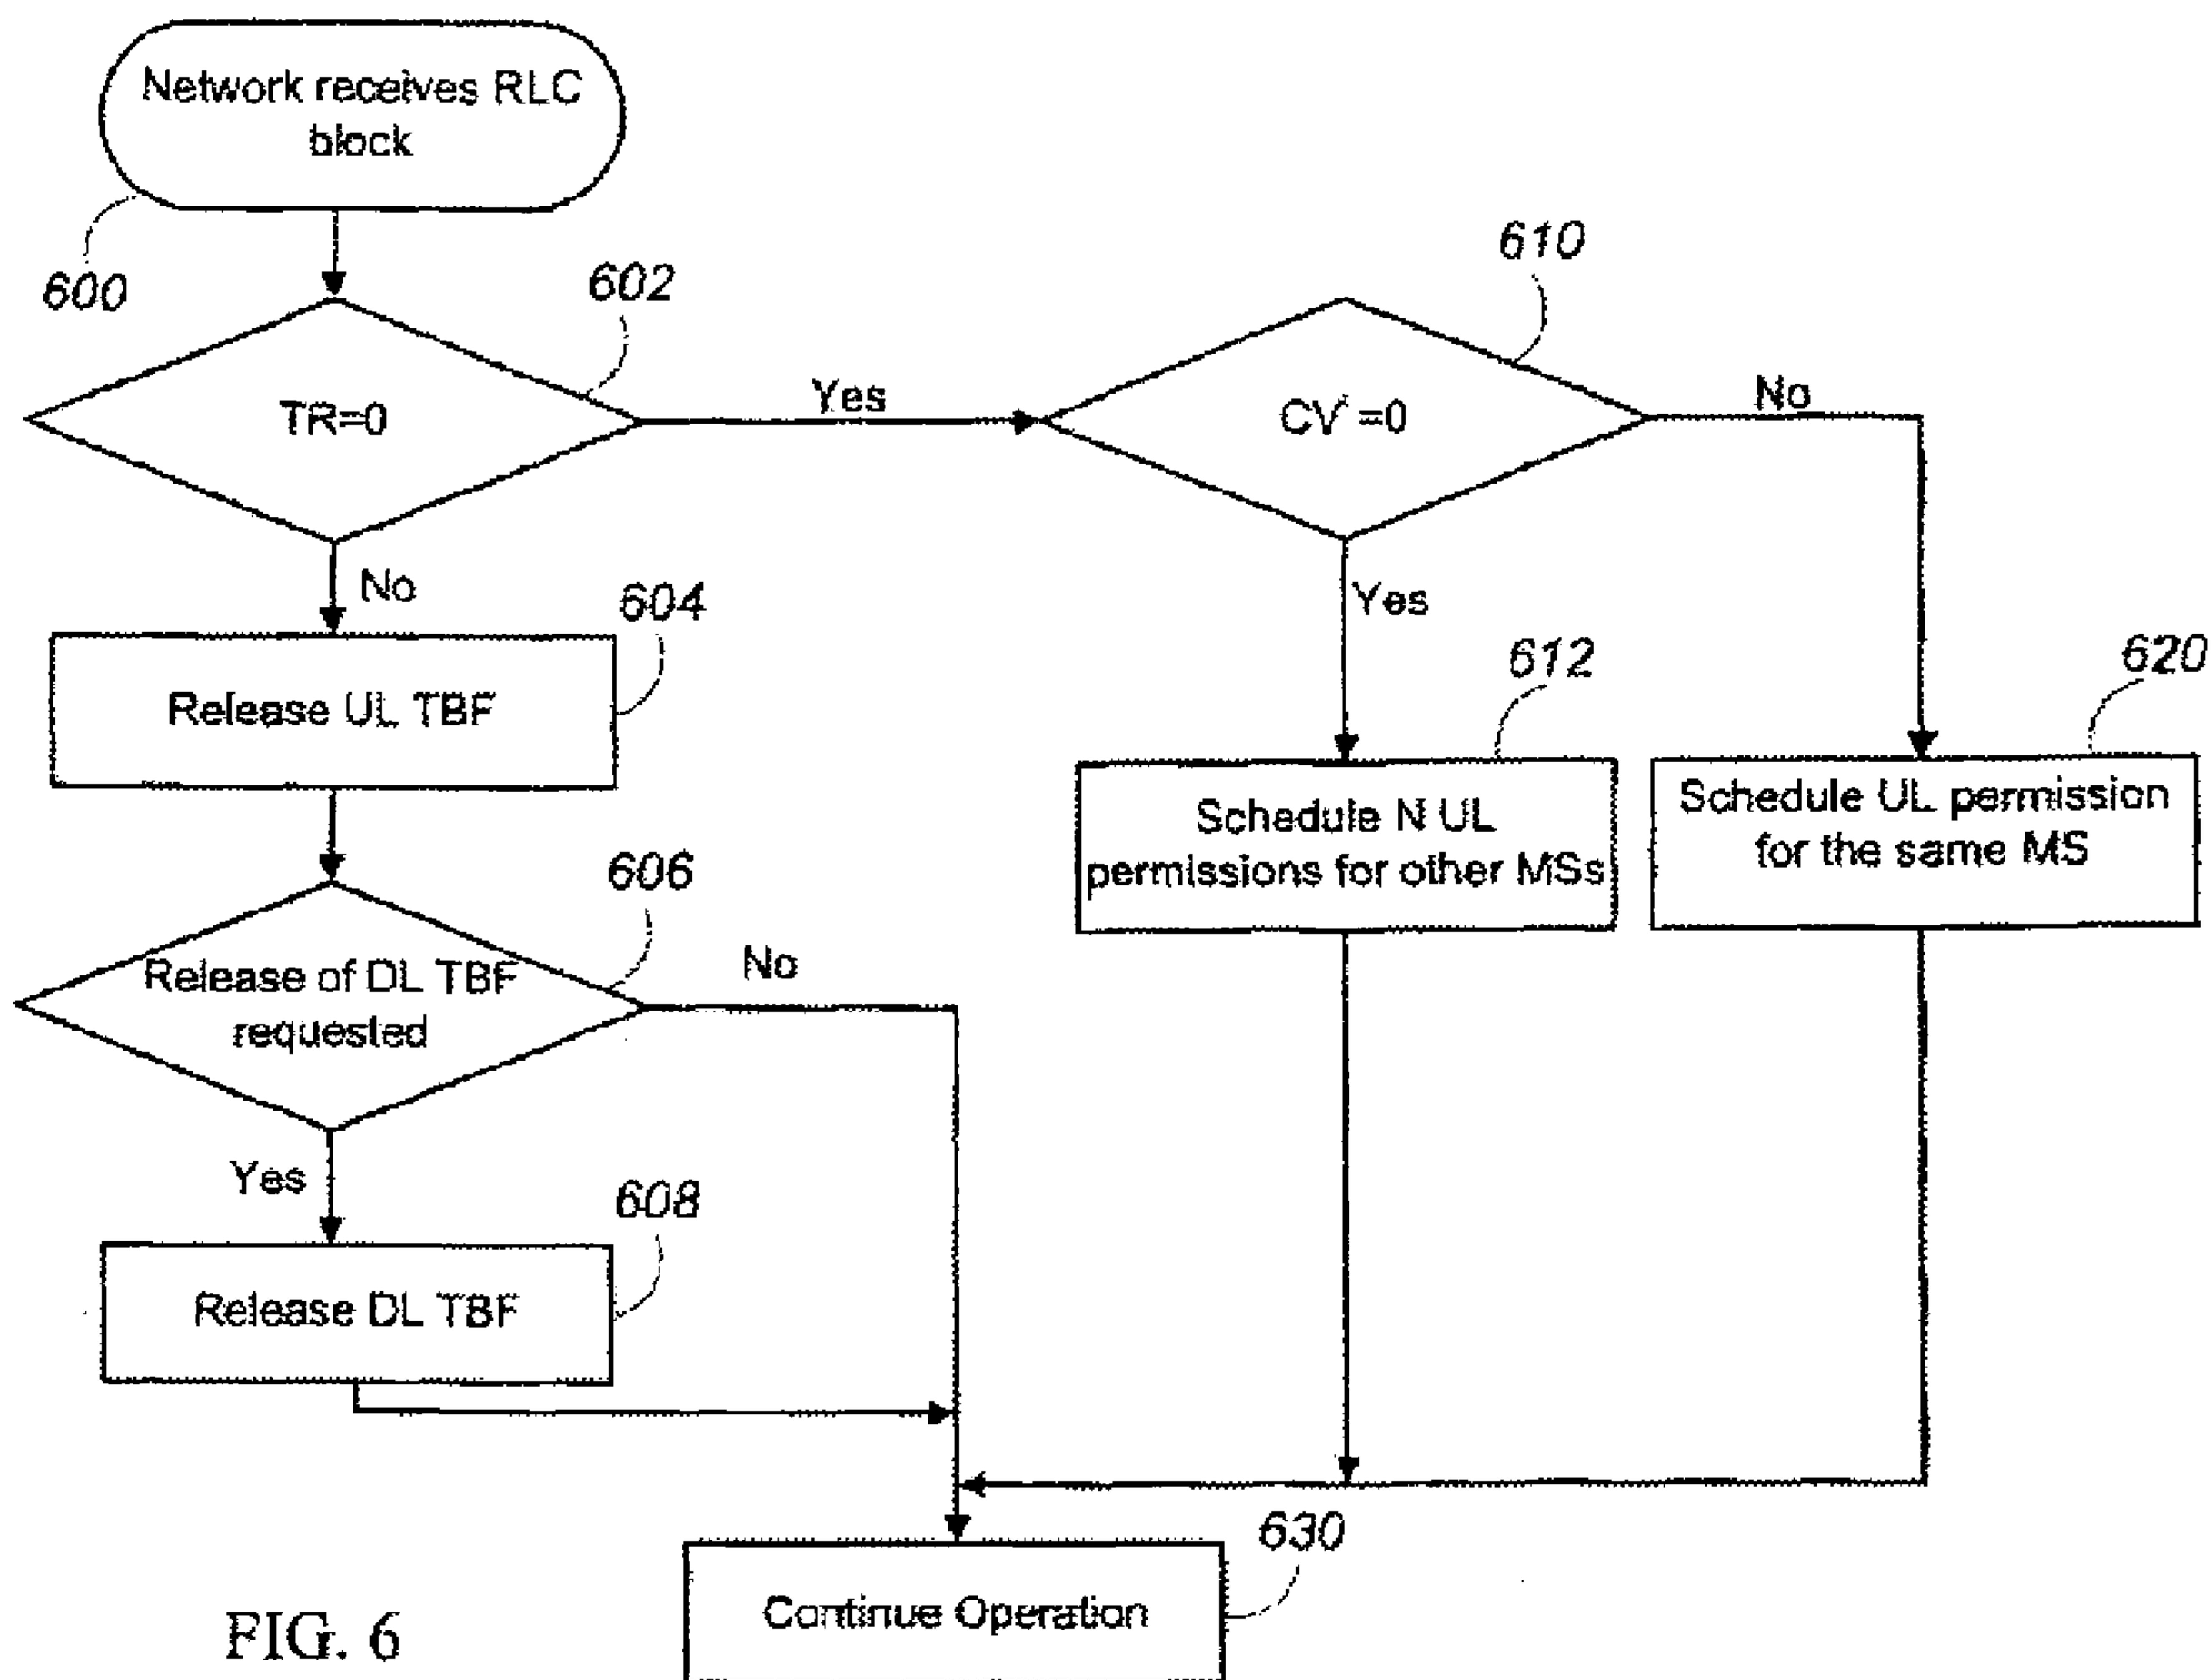 Network receives RLC
block
600
602
TR=0
Yes
610
CV'=0
No
No
604
Release UL TBF
Yes
612
Schedule N UL
permissions for other MSs
620
Schedule UL permission
for the same MS
606
Release of DL TBF
requested
No
Yes
608
Release DL TBF
630
Continue Operation
FIG. 6